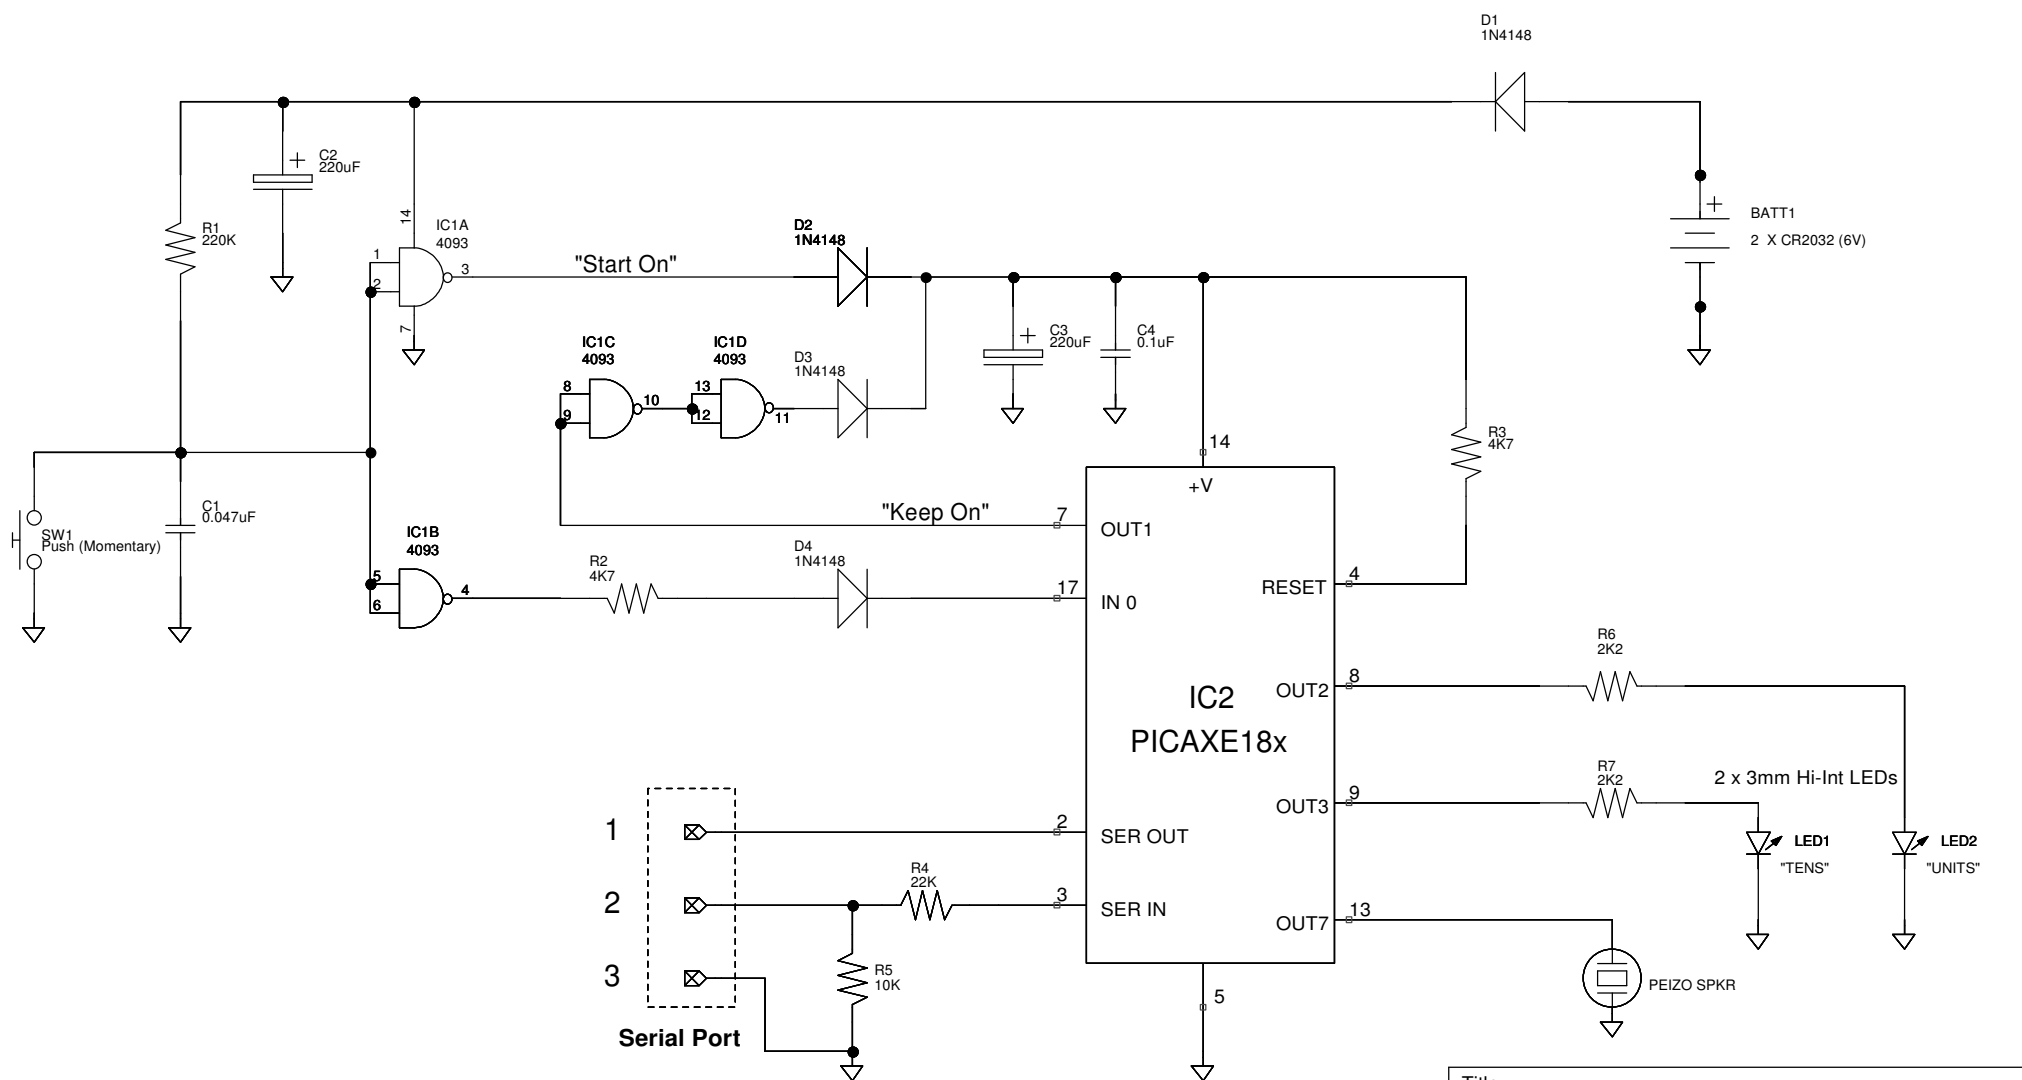 D1
1N4148
C2
220uF
+
R1
220K
14
IC1A
4093
1
2
3
7
"Start On"
D2
1N4148
+
BATT1
2 X CR2032 (6V)
IC1C
4093
8
9
10
IC1D
4093
13
12
11
D3
1N4148
+
C3
220uF
C4
0.1uF
R3
4K7
14
+V
SW1
Push (Momentary)
C1
0.047uF
IC1B
4093
5
6
4
"Keep On"
7
OUT1
R2
4K7
D4
1N4148
17
IN 0
RESET
4
R6
2K2
OUT2
8
IC2
PICAXE18x
R7
2K2
2 x 3mm Hi-Int LEDs
OUT3
9
LED1
"TENS"
LED2
"UNITS"
1
2
SER OUT
2
R4
22K
3
SER IN
OUT7
13
3
R5
10K
PEIZO SPKR
5
Serial Port